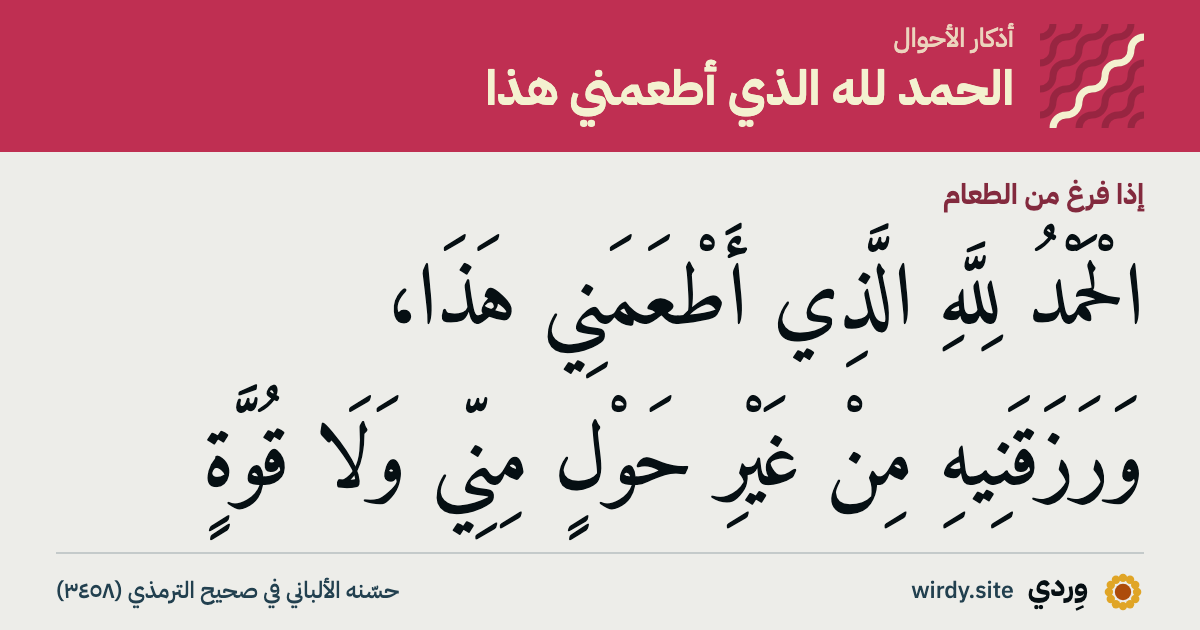 أذكار الأحوال
الحمد لله الذي أطعمني هذا
إذا فرغ من الطعام
الْحَمْدُ لِلَّهِ الَّذِي أَطْعَمَنِي هَذَا،
وَرَزَقَنِيهِ مِنْ غَيْرِ حَوْلٍ مِنِّي وَلَا قُوَّةٍ
وِردي wirdy.site
حسّنه الألباني في صحيح الترمذي (٣٤٥٨)